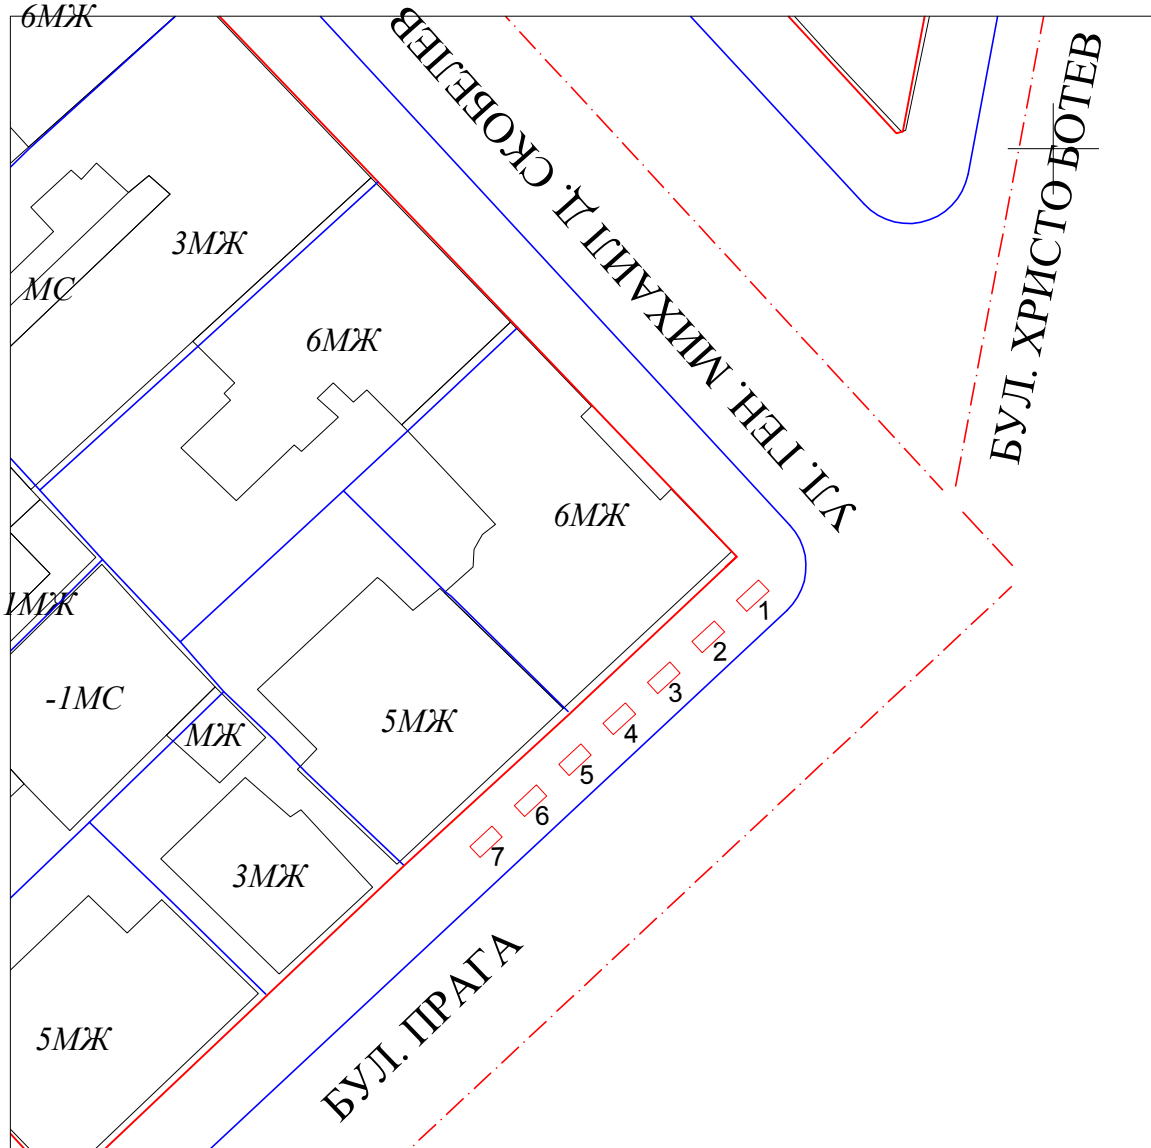 6МЖ
УЛ. ГЕН. МИХАИЛ Д. СКОБЕЛЕВ
БУЛ. ХРИСТО БОТЕВ
3МЖ
МС
6МЖ
6МЖ
1МЖ
1
2
3
-1МС
4
5МЖ
МЖ
5
6
7
3МЖ
БУЛ. ПРАГА
5МЖ